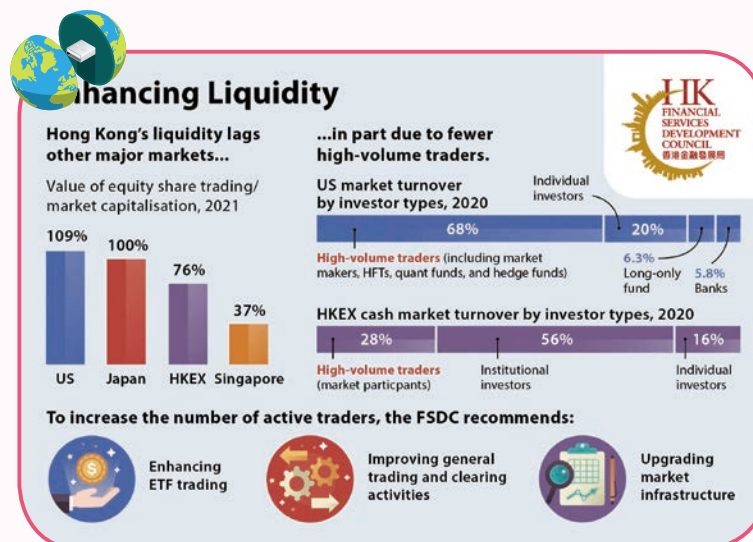 nhancing Liquidity
HK
FINANCIAL
SERVICES
DEVELOPMENT
COUNCIL
香港金融發展局
Hong Kong's liquidity lags
other major markets...
Value of equity share trading/
market capitalisation, 2021
109%
100%
76%
37%
US
Japan
HKEX
Singapore
...in part due to fewer
high-volume traders.
US market turnover
by investor types, 2020
Individual
investors
68%
20%
High-volume traders (including market
makers, HFTs, quant funds, and hedge funds)
6.3%
Long-only
fund
5.8%
Banks
HKEX cash market turnover by investor types, 2020
28%
56%
16%
High-volume traders
(market particpants)
Institutional
investors
Individual
investors
To increase the number of active traders, the FSDC recommends:
Enhancing
ETF trading
Improving general
trading and clearing
activities
Upgrading
market
infrastructure